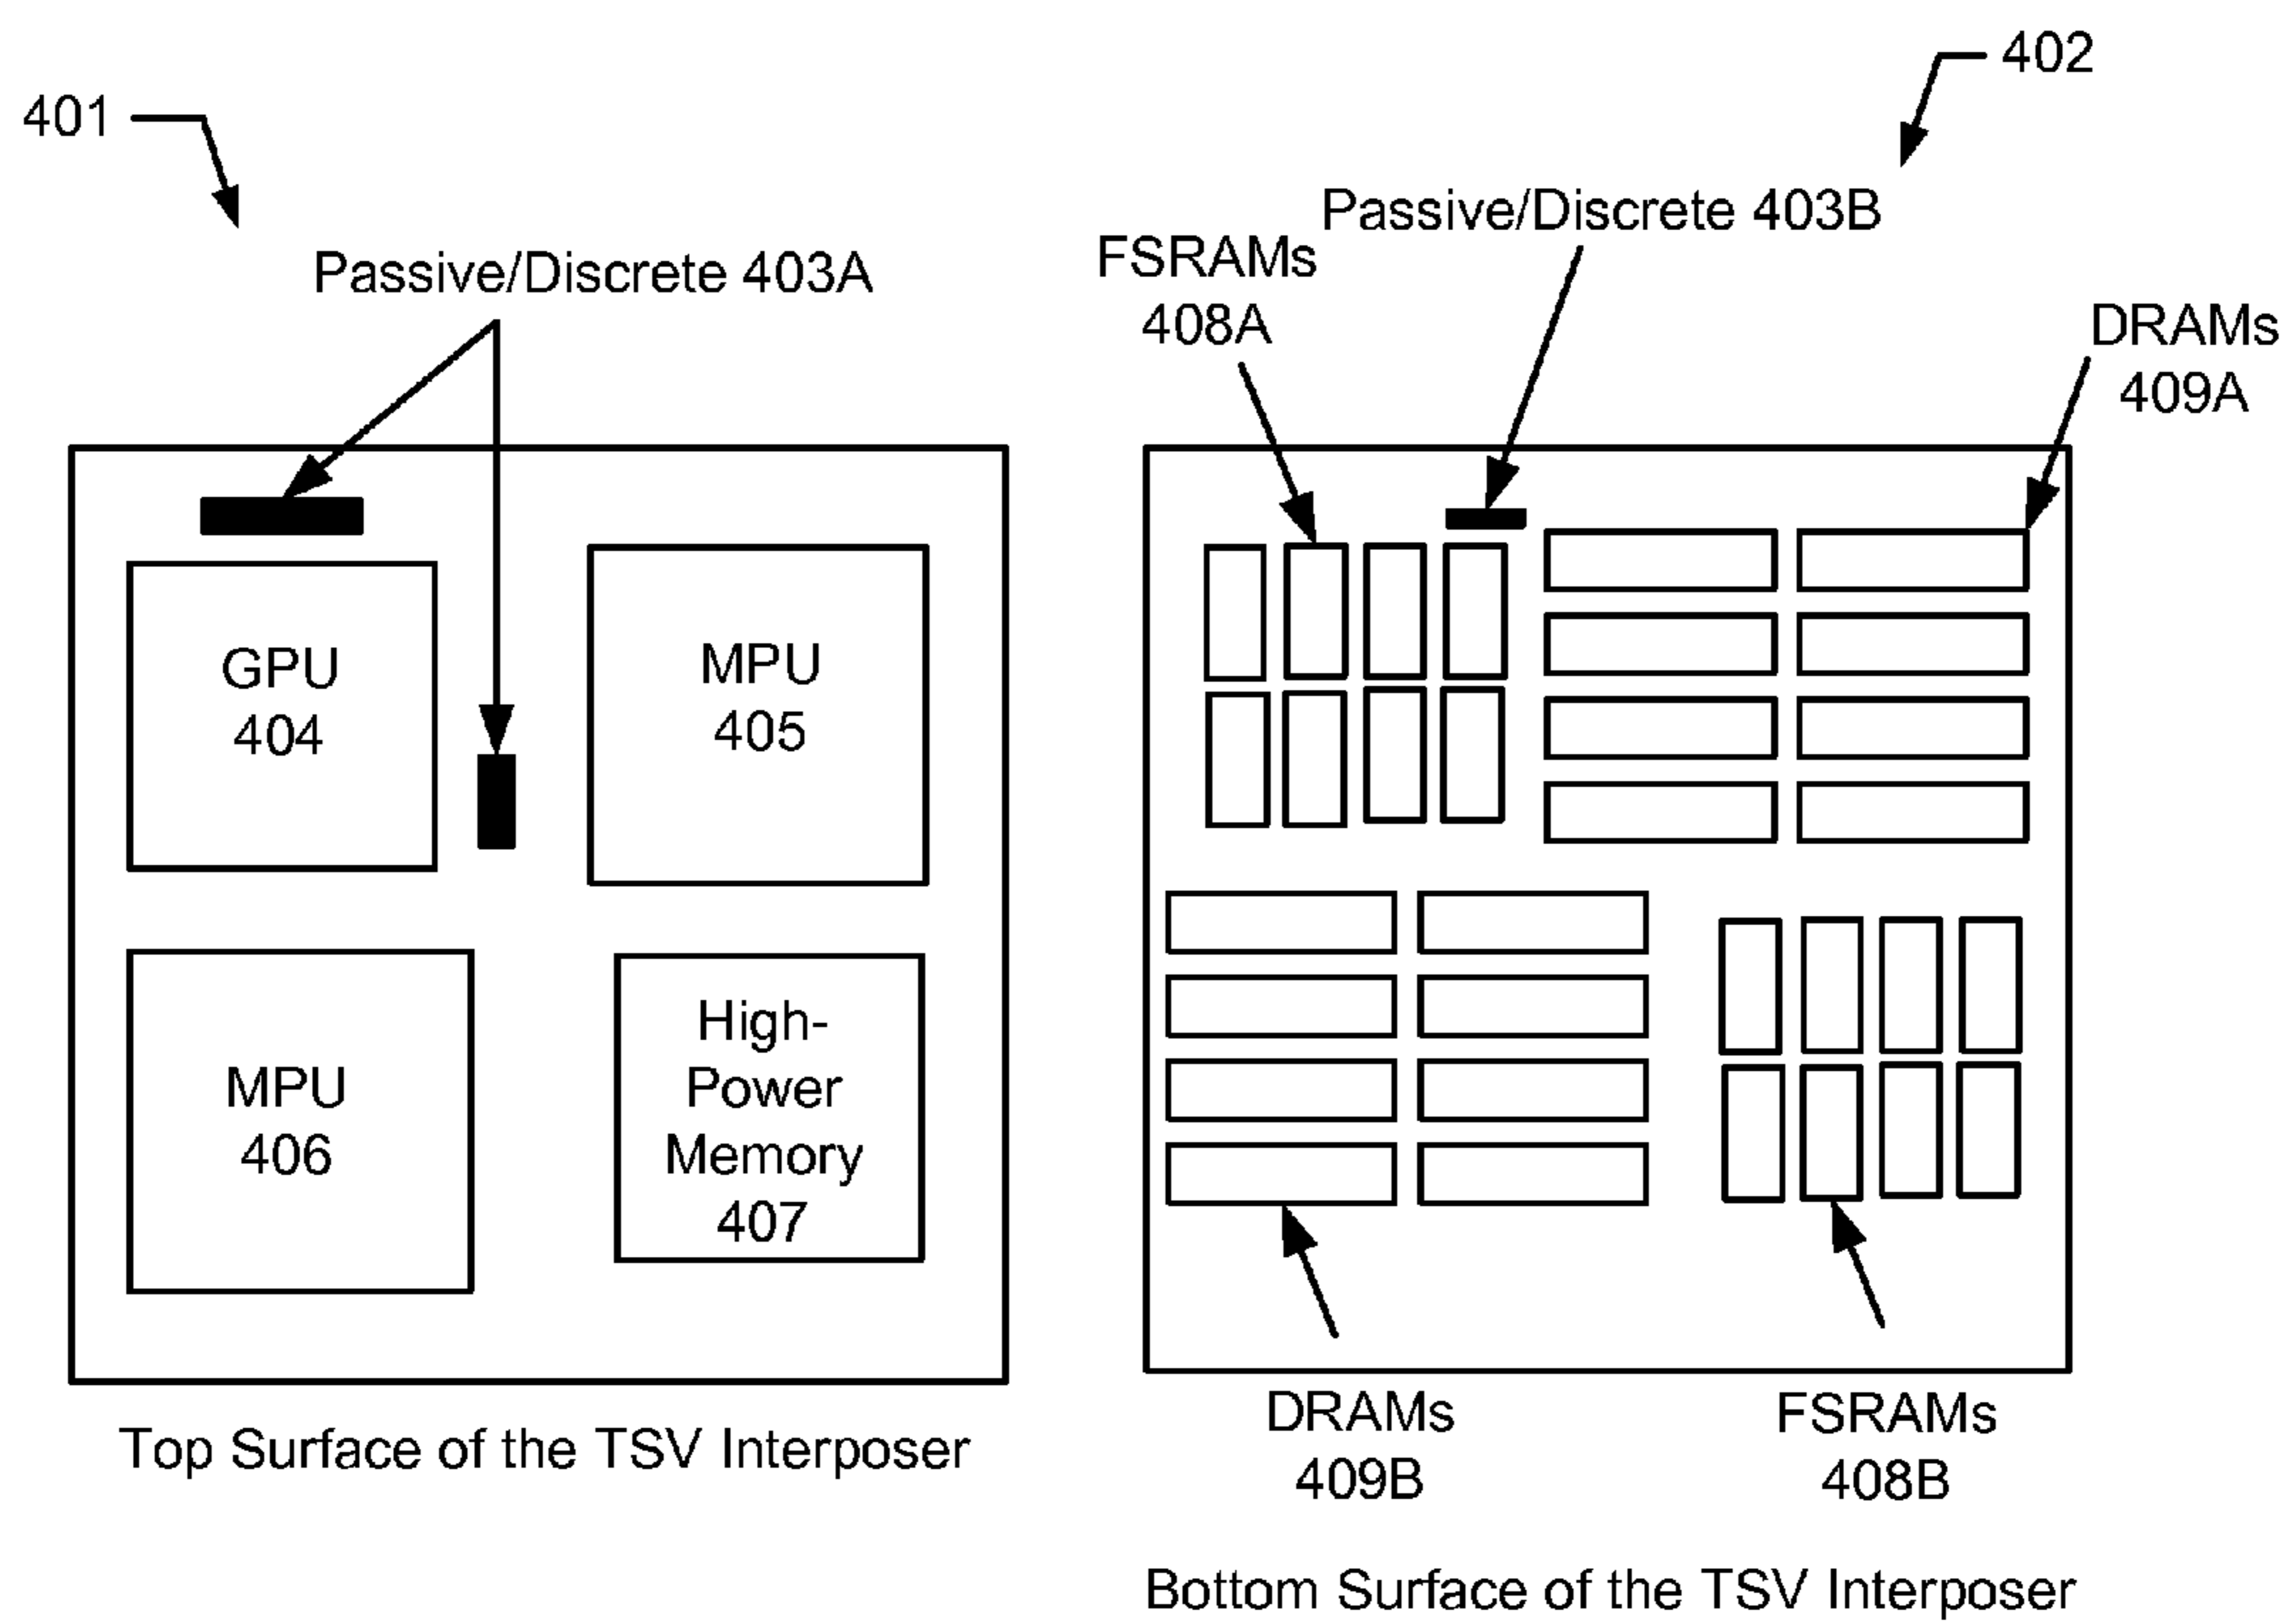 401
Passive/Discrete 403A
GPU
404
MPU
405
MPU
406
High-
Power
Memory
407
Top Surface of the TSV Interposer
402
Passive/Discrete 403B
FSRAMs
408A
DRAMs
409A
DRAMs
409B
FSRAMs
408B
Bottom Surface of the TSV Interposer